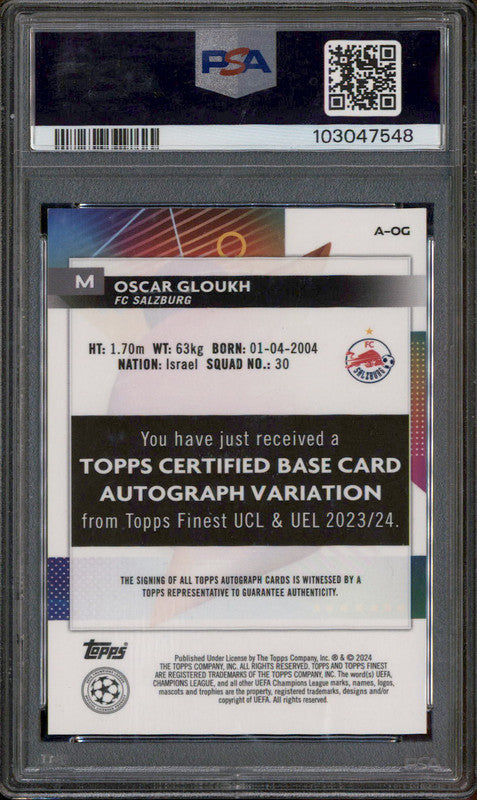 PSA
103047548
A-OG
M
OSCAR GLOUKH
FC SALZBURG
HT: 1.70m WT: 63kg BORN: 01-04-2004
NATION: Israel SQUAD NO.: 30
FC
SALZBURG
You have just received a
TOPPS CERTIFIED BASE CARD
AUTOGRAPH VARIATION
from Topps Finest UCL & UEL 2023/24.
THE SIGNING OF ALL TOPPS AUTOGRAPH CARDS IS WITNESSED BY A
TOPPS REPRESENTATIVE TO GUARANTEE AUTHENTICITY.
Topps
Published Under License by The Topps Company, Inc. ® & © 2024
THE TOPPS COMPANY, INC. ALL RIGHTS RESERVED. TOPPS AND TOPPS FINEST
ARE REGISTERED TRADEMARKS OF THE TOPPS COMPANY, INC. The word(s) UEFA,
CHAMPIONS LEAGUE, and all other UEFA Champions League marks, names, logos,
mascots and trophies are the property, registered trademarks, designs and/or
copyright of UEFA. All rights reserved.
PSA